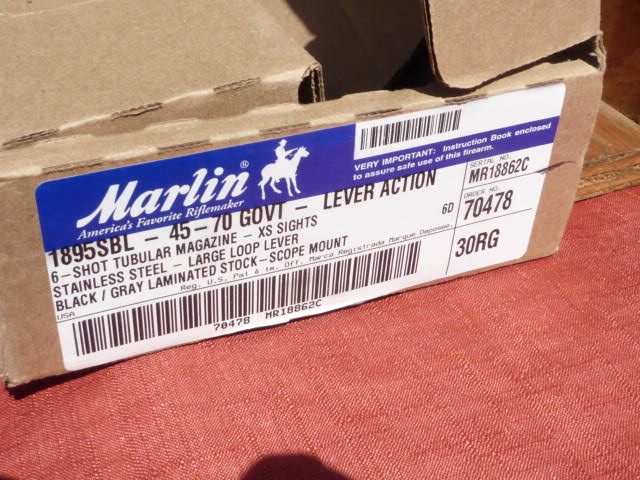 Marlin®
America's Favorite Riflemaker
VERY IMPORTANT: Instruction Book enclosed
to assure safe use of this firearm.
1895SBL - 45-70 GOVT - LEVER ACTION
6-SHOT TUBULAR MAGAZINE - XS SIGHTS
STAINLESS STEEL - LARGE LOOP LEVER 6D
BLACK / GRAY LAMINATED STOCK-SCOPE MOUNT
Reg. U.S. Pat & tm. Off. Marca Registrada Marque Deposee
USA
70478 MR18862C
SERIAL NO.
MR18862C
ORDER NO.
70478
30RG